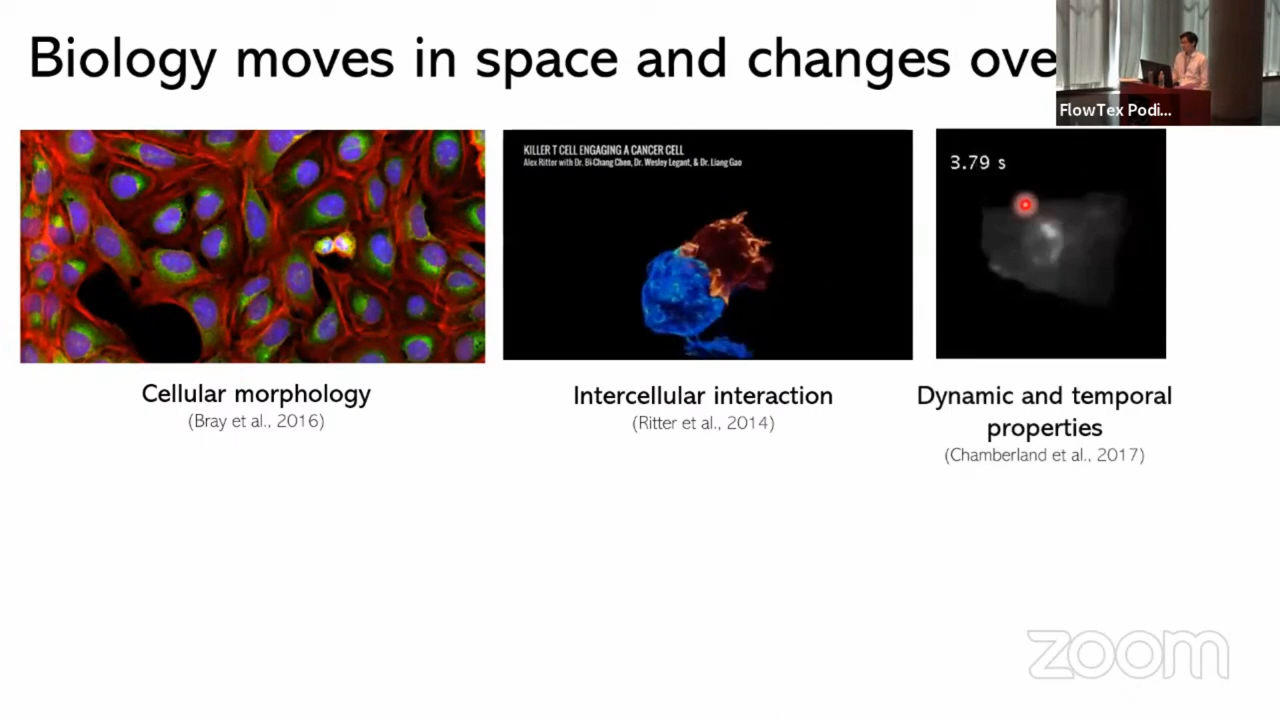 Biology moves in space and changes ove
FlowTex Podi...
KILLER T CELL ENGAGING A CANCER CELL
Alex Ritter with Dr. Bi-Chang Chen, Dr. Wesley Legant, & Dr. Liang Gao
3.79 s
Cellular morphology
(Bray et al., 2016)
Intercellular interaction
(Ritter et al., 2014)
Dynamic and temporal
properties
(Chamberland et al., 2017)
zoom